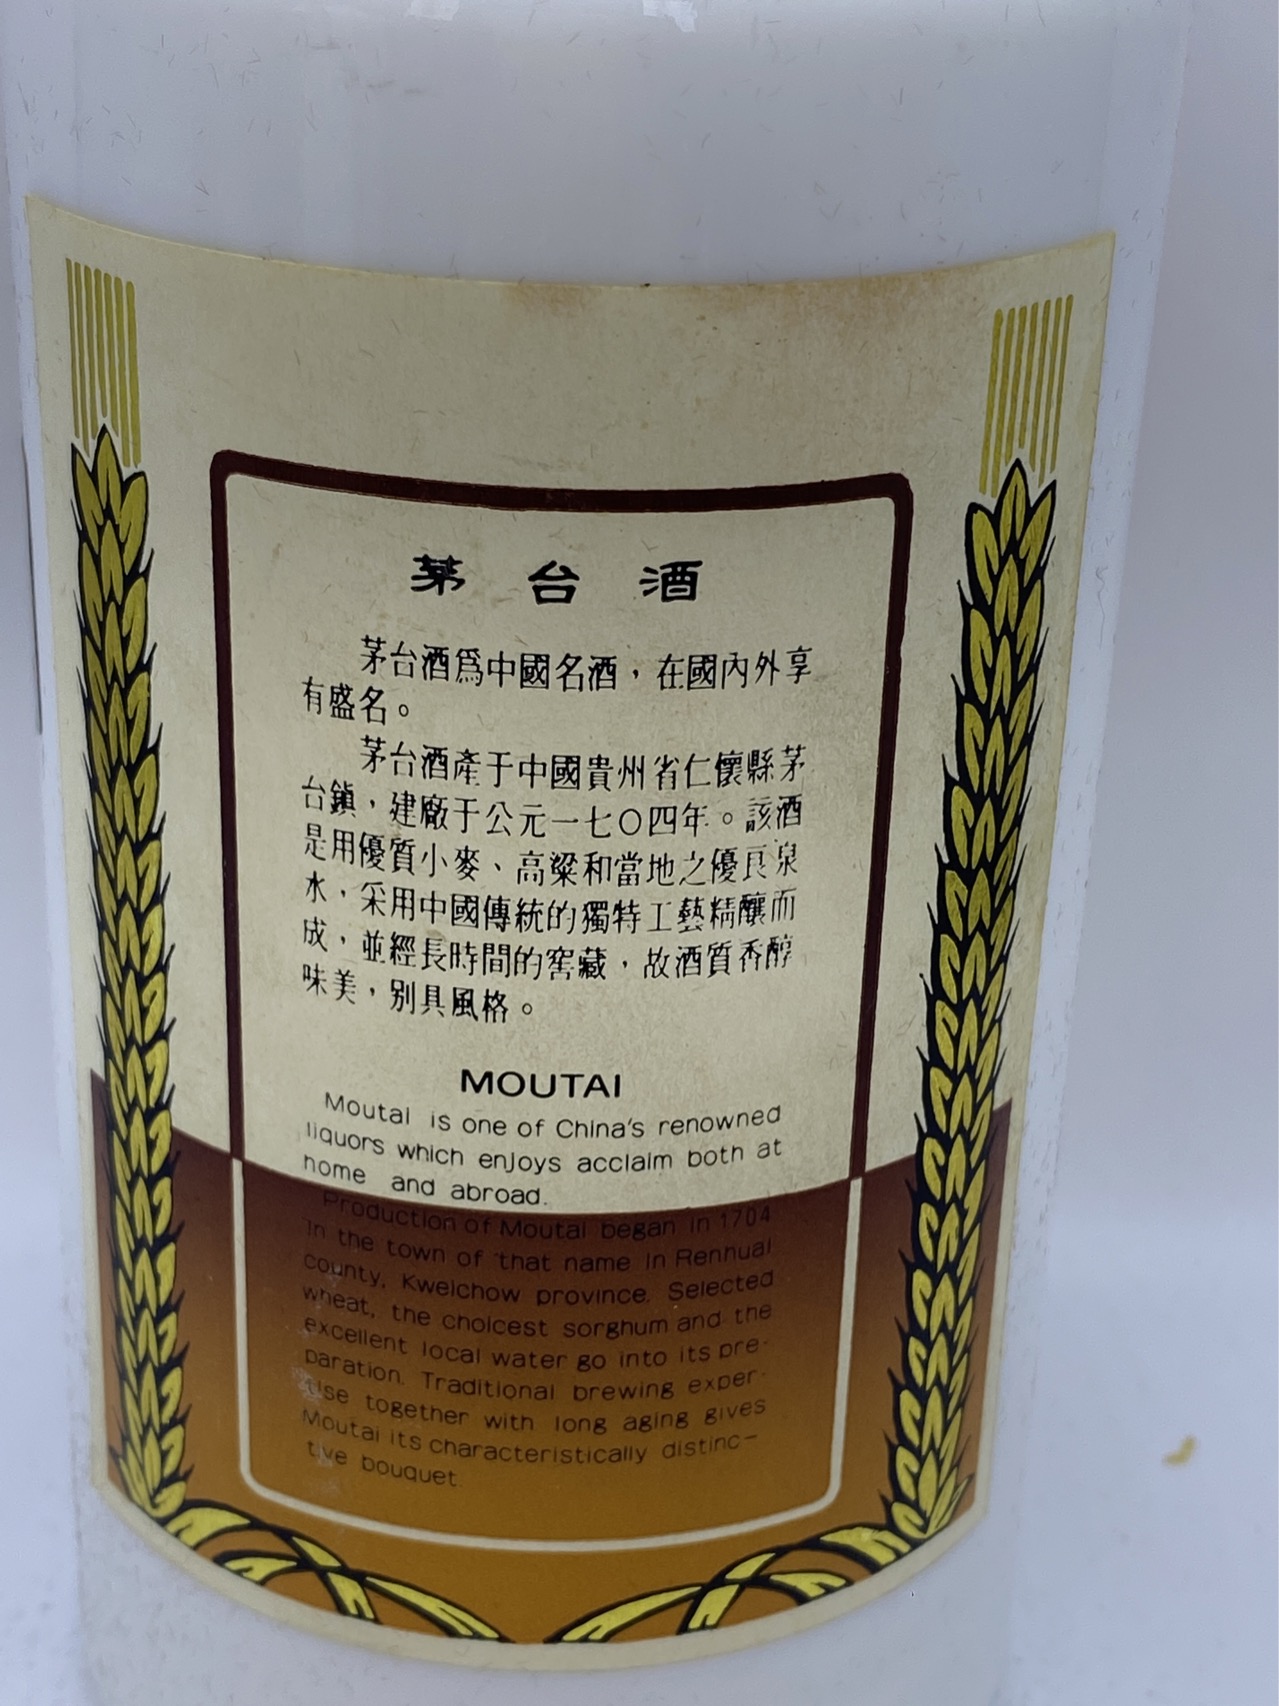 茅台酒
茅台酒爲中國名酒，在國內外享
有盛名。
茅台酒產于中國貴州省仁懷縣茅
台鎮，建廠于公元一七〇四年。該酒
是用優質小麥、高粱和當地之優良泉
水，采用中國傳統的獨特工藝精釀而
成，並經長時間的窖藏，故酒質香醇
味美，別具風格。
MOUTAI
Moutai is one of China's renowned
liquors which enjoys acclaim both at
home and abroad.
Production of Moutai began in 1704
in the town of that name in Renhuai
county, Kweichow province. Selected
wheat, the choicest sorghum and the
excellent local water go into its pre-
paration. Traditional brewing exper-
tise together with long aging gives
Moutai its characteristically distinc-
tive bouquet.